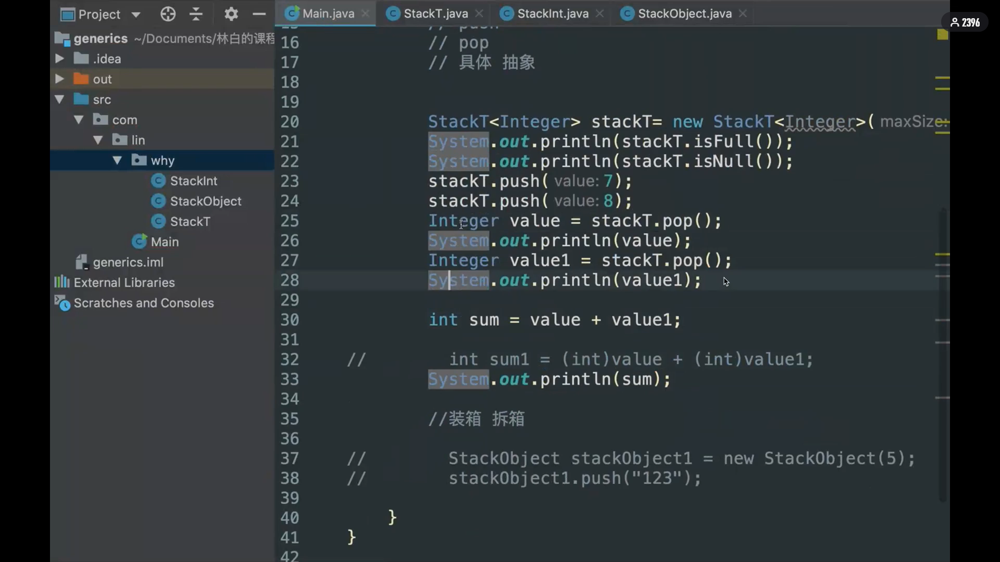 Project
Main.java
StackT.java
StackInt.java
StackObject.java
2396
generics ~/Documents/林白的课程
.idea
out
src
com
lin
why
StackInt
StackObject
StackT
Main
generics.iml
External Libraries
Scratches and Consoles
16 // pop
17 // 具体 抽象
18
19
20 StackT<Integer> stackT= new StackT<Integer>( maxSize:
21 System.out.println(stackT.isFull());
22 System.out.println(stackT.isNull());
23 stackT.push( value: 7);
24 stackT.push( value: 8);
25 Integer value = stackT.pop();
26 System.out.println(value);
27 Integer value1 = stackT.pop();
28 System.out.println(value1);
29
30 int sum = value + value1;
31
32 // int sum1 = (int)value + (int)value1;
33 System.out.println(sum);
34
35 //装箱 拆箱
36
37 // StackObject stackObject1 = new StackObject(5);
38 // stackObject1.push("123");
39
40 }
41 }
42